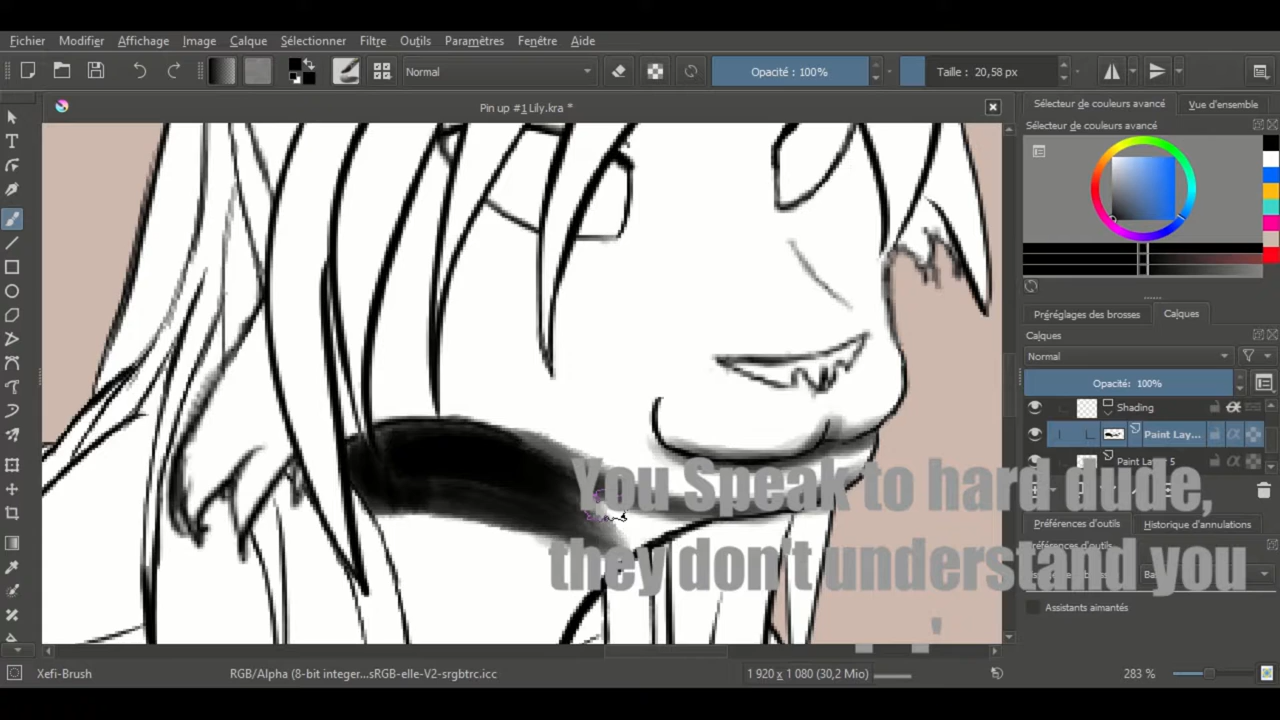 Fichier Modifier Affichage Image Calque Sélectionner Filtre Outils Paramètres Fenêtre Aide
Normal Opacité : 100% Taille : 20,58 px
Pin up #1Lily.kra *
Sélecteur de couleurs avancé Vue d'ensemble
Sélecteur de couleurs avancé
Préréglages des brosses Calques
Calques
Normal
Opacité: 100%
Shading
Paint Lay...
Paint Layer 5
You Speak to hard dude,
they don't understand you
Préférences d'outils Historique d'annulations
Préférences d'outils
Assistants aimantés
Xefi-Brush RGB/Alpha (8-bit integer...sRGB-elle-V2-srgbtrc.icc 1 920 x 1 080 (30,2 Mio) 283 %